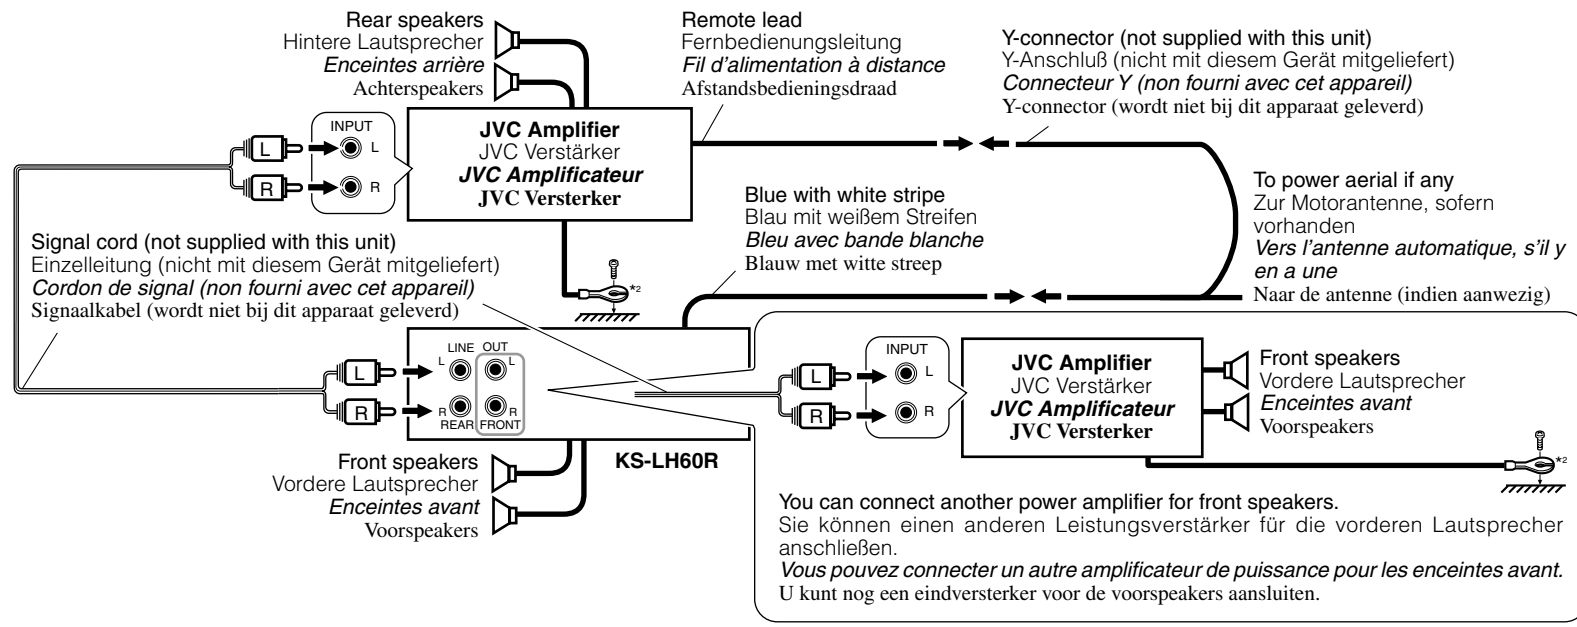 Rear speakers
Hintere Lautsprecher
Enceintes arrière
Achterspeakers
Remote lead
Fernbedienungsleitung
Fil d'alimentation à distance
Afstandsbedieningsdraad
Y-connector (not supplied with this unit)
Y-Anschluß (nicht mit diesem Gerät mitgeliefert)
Connecteur Y (non fourni avec cet appareil)
Y-connector (wordt niet bij dit apparaat geleverd)
INPUT
L
L
R
R
JVC Amplifier
JVC Verstärker
JVC Amplificateur
JVC Versterker
Blue with white stripe
Blau mit weißem Streifen
Bleu avec bande blanche
Blauw met witte streep
To power aerial if any
Zur Motorantenne, sofern
vorhanden
Vers l'antenne automatique, s'il y
en a une
Naar de antenne (indien aanwezig)
Signal cord (not supplied with this unit)
Einzelleitung (nicht mit diesem Gerät mitgeliefert)
Cordon de signal (non fourni avec cet appareil)
Signaalkabel (wordt niet bij dit apparaat geleverd)
*2
LINE OUT
L
L
L
R
R
R
REAR FRONT
KS-LH60R
Front speakers
Vordere Lautsprecher
Enceintes avant
Voorspeakers
INPUT
L
L
R
R
JVC Amplifier
JVC Verstärker
JVC Amplificateur
JVC Versterker
Front speakers
Vordere Lautsprecher
Enceintes avant
Voorspeakers
*2
You can connect another power amplifier for front speakers.
Sie können einen anderen Leistungsverstärker für die vorderen Lautsprecher
anschließen.
Vous pouvez connecter un autre amplificateur de puissance pour les enceintes avant.
U kunt nog een eindversterker voor de voorspeakers aansluiten.